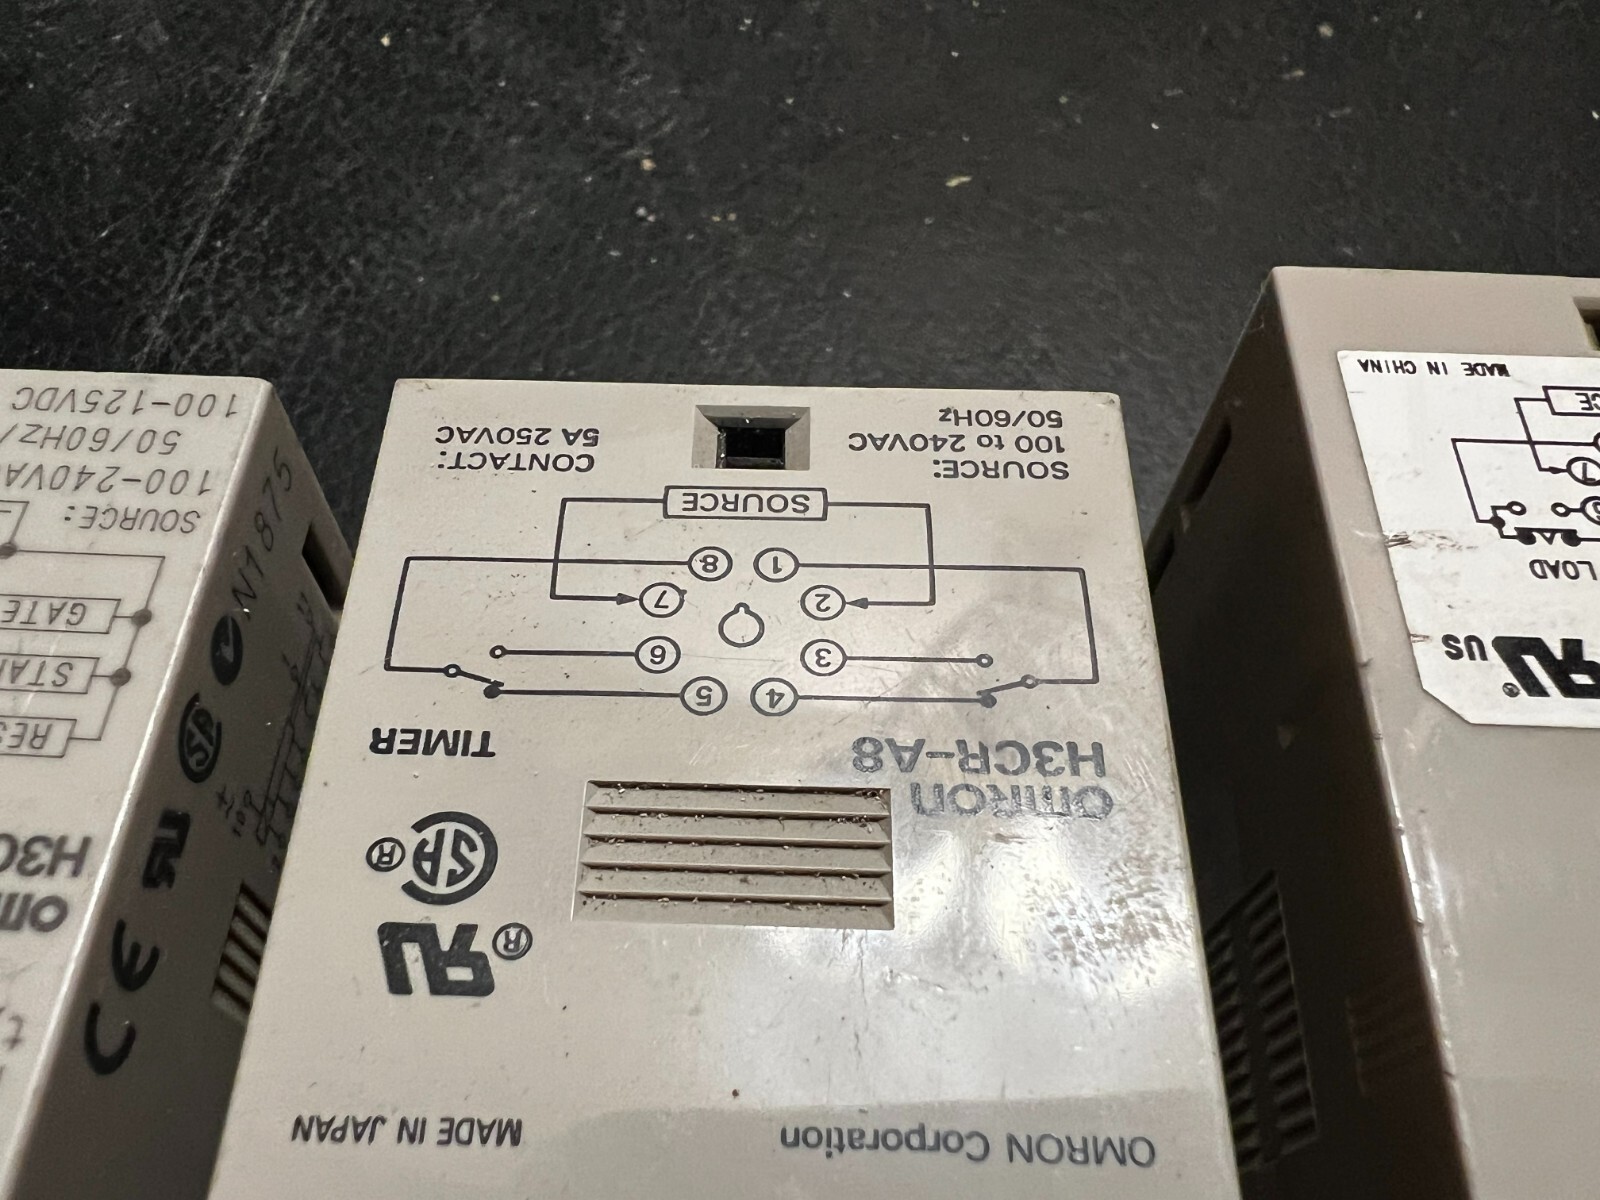 MADE IN JAPAN
OMRON Corporation
OMRON
H3CR-A8
TIMER
4
5
3
6
2
7
1
8
SOURCE
SOURCE:
100 to 240VAC
50/60Hz
CONTACT:
5A 250VAC
SOURCE:
50/60Hz/
100-125VDC
GATE
N1875
LOAD
MADE IN CHINA
US
7